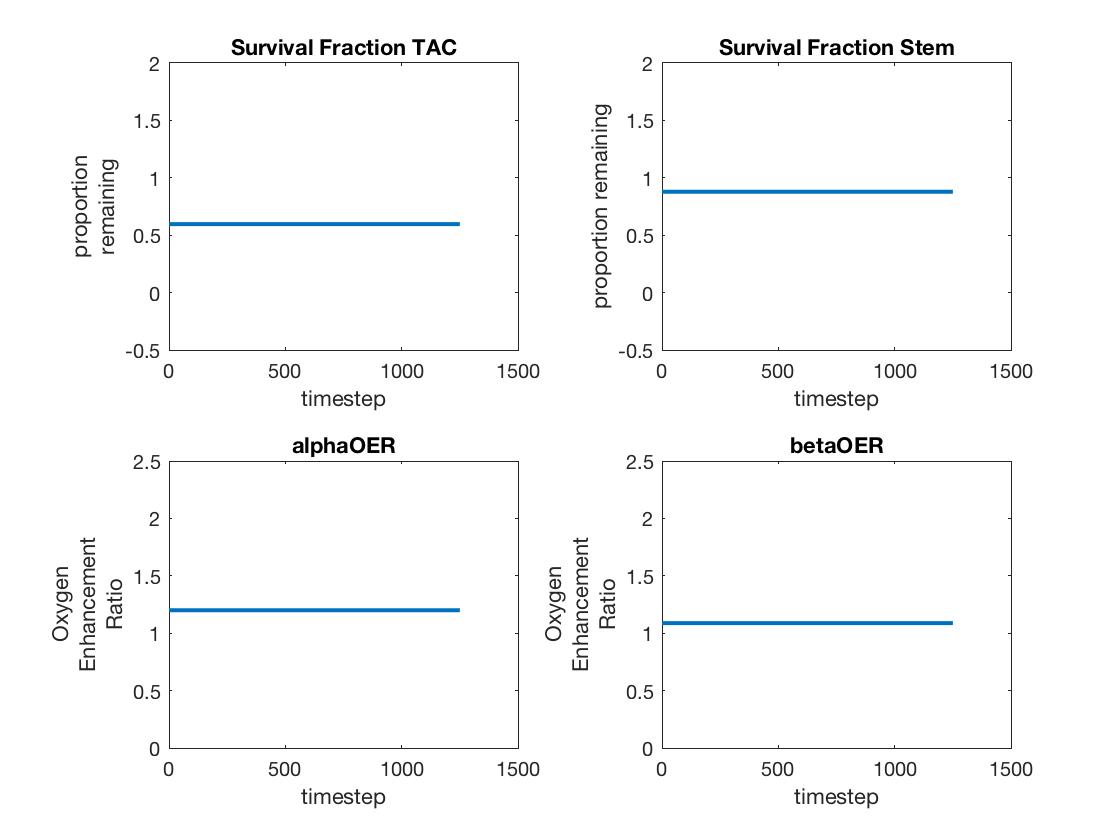 Survival Fraction TAC
2
1.5
1
0.5
0
-0.5
proportion
remaining
0 500 1000 1500
timestep
Survival Fraction Stem
2
1.5
1
0.5
0
-0.5
proportion remaining
0 500 1000 1500
timestep
alphaOER
2.5
2
1.5
1
0.5
0
Oxygen
Enhancement
Ratio
0 500 1000 1500
timestep
betaOER
2.5
2
1.5
1
0.5
0
Oxygen
Enhancement
Ratio
0 500 1000 1500
timestep